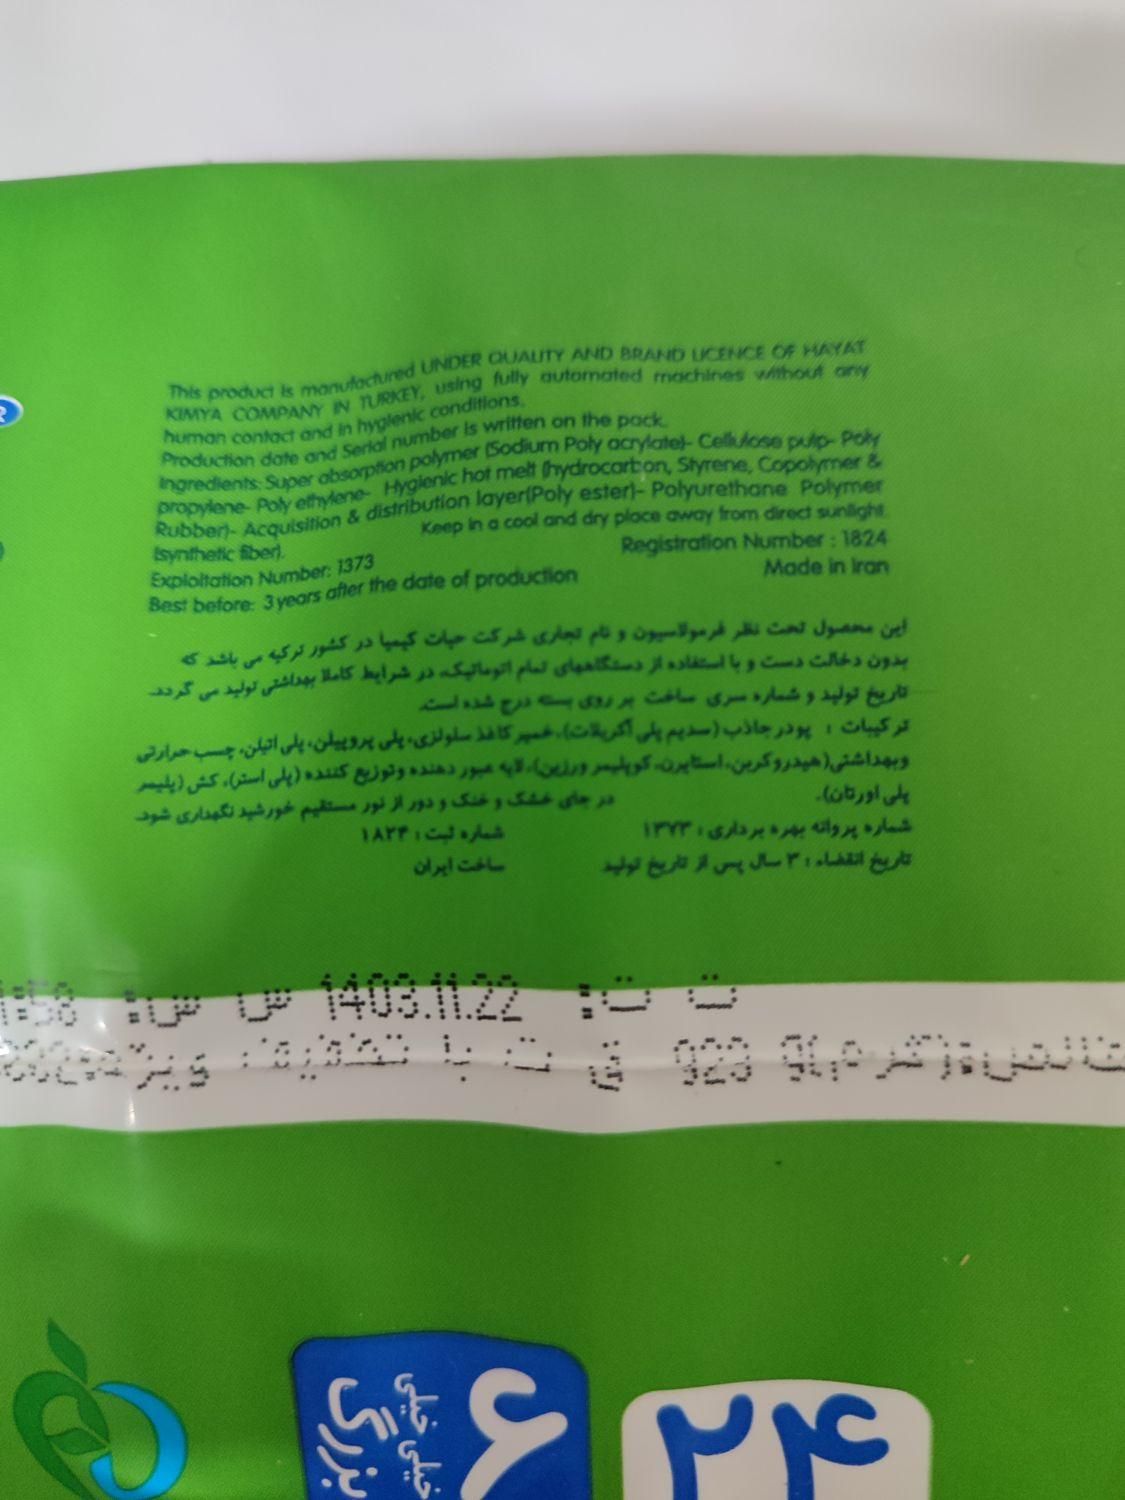 This product is manufactured UNDER QUALITY AND BRAND LICENCE OF HAYAT
KIMYA COMPANY IN TURKEY, using fully automated machines without any
human contact and in hygienic conditions.
Production date and Serial number is written on the pack.
Ingredients: Super absorption polymer (Sodium Poly acrylate)- Cellulose pulp- Poly
propylene- Poly ethylene- Hygienic hot melt (hydrocarbon, Styrene, Copolymer &
Rubber)- Acquisition & distribution layer(Poly ester)- Polyurethane Polymer
(synthetic fiber).
Keep in a cool and dry place away from direct sunlight.
Exploitation Number: 1373
Registration Number : 1824
Best before: 3 years after the date of production
Made in Iran
این محصول تحت نظر فرمولاسیون و نام تجاری شرکت حیات کیمیا در کشور ترکیه می باشد که
بدون دخالت دست و با استفاده از دستگاههای تمام اتوماتیک، در شرایط کاملا بهداشتی تولید می گردد.
تاریخ تولید و شماره سری ساخت بر روی بسته درج شده است.
ترکیبات : پودر جاذب (سدیم پلی آکریلات)، خمیر کاغذ سلولزی، پلی پروپیلن، پلی اتیلن، چسب حرارتی
وبهداشتی(هیدروکربن، استایرن، کوپلیمر ورزین)، لایه عبور دهنده وتوزیع کننده (پلی استر)، کش (پلیمر
پلی اورتان).
در جای خشک و خنک و دور از نور مستقیم خورشید نگهداری شود.
شماره پروانه بهره برداری : ۱۳۷۳
شماره ثبت : ۱۸۲۴
تاریخ انقضاء : ۳ سال پس از تاریخ تولید
ساخت ایران
ت ت: 1403.11.22 س س: :58
ق ت با تخفیف ویژه 923
۶
خیلی خیلی
بزرگ
۲۴